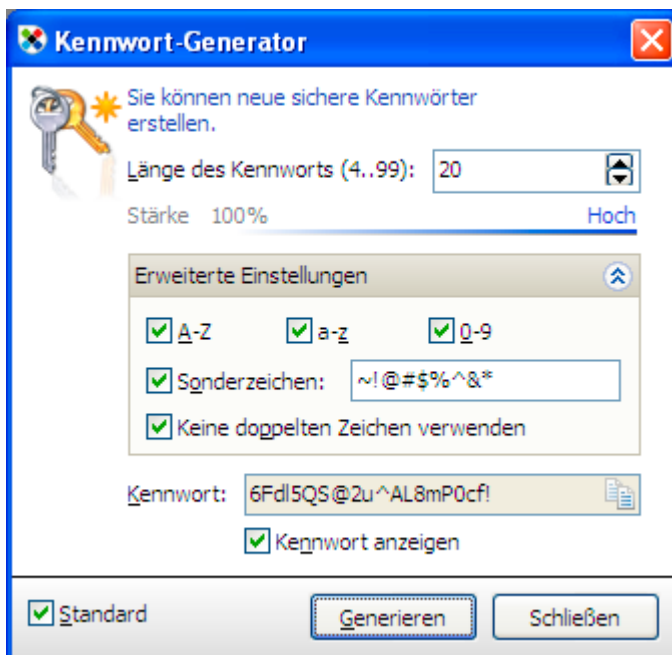 Kennwort-Generator
Sie können neue sichere Kennwörter
erstellen.
Länge des Kennworts (4..99): 20
Stärke 100% Hoch
Erweiterte Einstellungen
A-Z a-z 0-9
Sonderzeichen: ~!@#$%^&*
Keine doppelten Zeichen verwenden
Kennwort: 6Fdl5QS@2u^AL8mP0cf!
Kennwort anzeigen
Standard Generieren Schließen